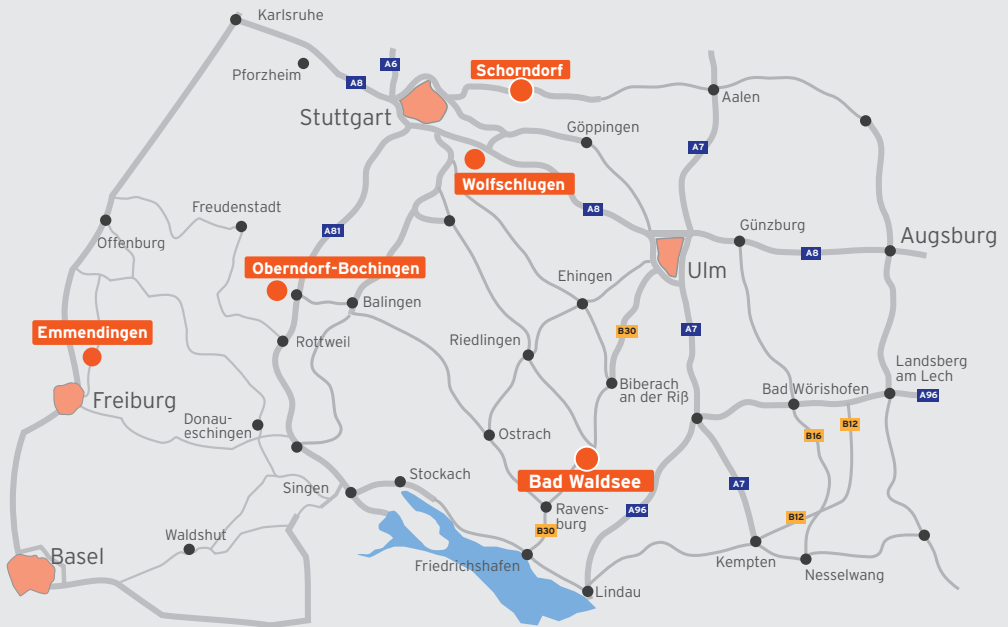 Karlsruhe
Pforzheim
A6
A8
Schorndorf
Stuttgart
Aalen
Göppingen
A7
Wolfschlugen
Freudenstadt
A8
Offenburg
A81
Günzburg
A8
Augsburg
Oberndorf-Bochingen
Ehingen
Ulm
Balingen
Emmendingen
Rottweil
Riedlingen
B30
A7
Freiburg
Biberach
an der Riß
Bad Wörishofen
Landsberg
am Lech
A96
Donau-
eschingen
Ostrach
B16
B12
Stockach
Bad Waldsee
Singen
A7
Ravens-
burg
A96
B12
Waldshut
B30
Basel
Friedrichshafen
Kempten
Nesselwang
Lindau